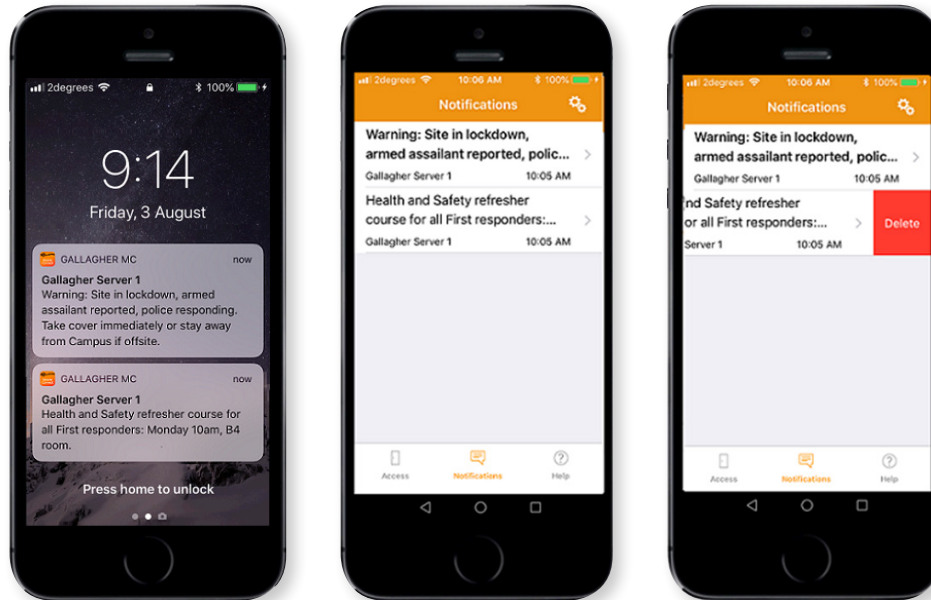 2degrees 100%
9:14
Friday, 3 August
GALLAGHER MC now
Gallagher Server 1
Warning: Site in lockdown, armed
assailant reported, police responding.
Take cover immediately or stay away
from Campus if offsite.
GALLAGHER MC now
Gallagher Server 1
Health and Safety refresher course for
all First responders: Monday 10am, B4
room.
Press home to unlock
2degrees 10:06 AM 100%
Notifications
Warning: Site in lockdown,
armed assailant reported, polic...
Gallagher Server 1 10:05 AM
Health and Safety refresher
course for all First responders:...
Gallagher Server 1 10:05 AM
Access Notifications Help
2degrees 10:06 AM 100%
Notifications
Warning: Site in lockdown,
armed assailant reported, polic...
Gallagher Server 1 10:05 AM
nd Safety refresher
or all First responders:...
Server 1 10:05 AM
Delete
Access Notifications Help